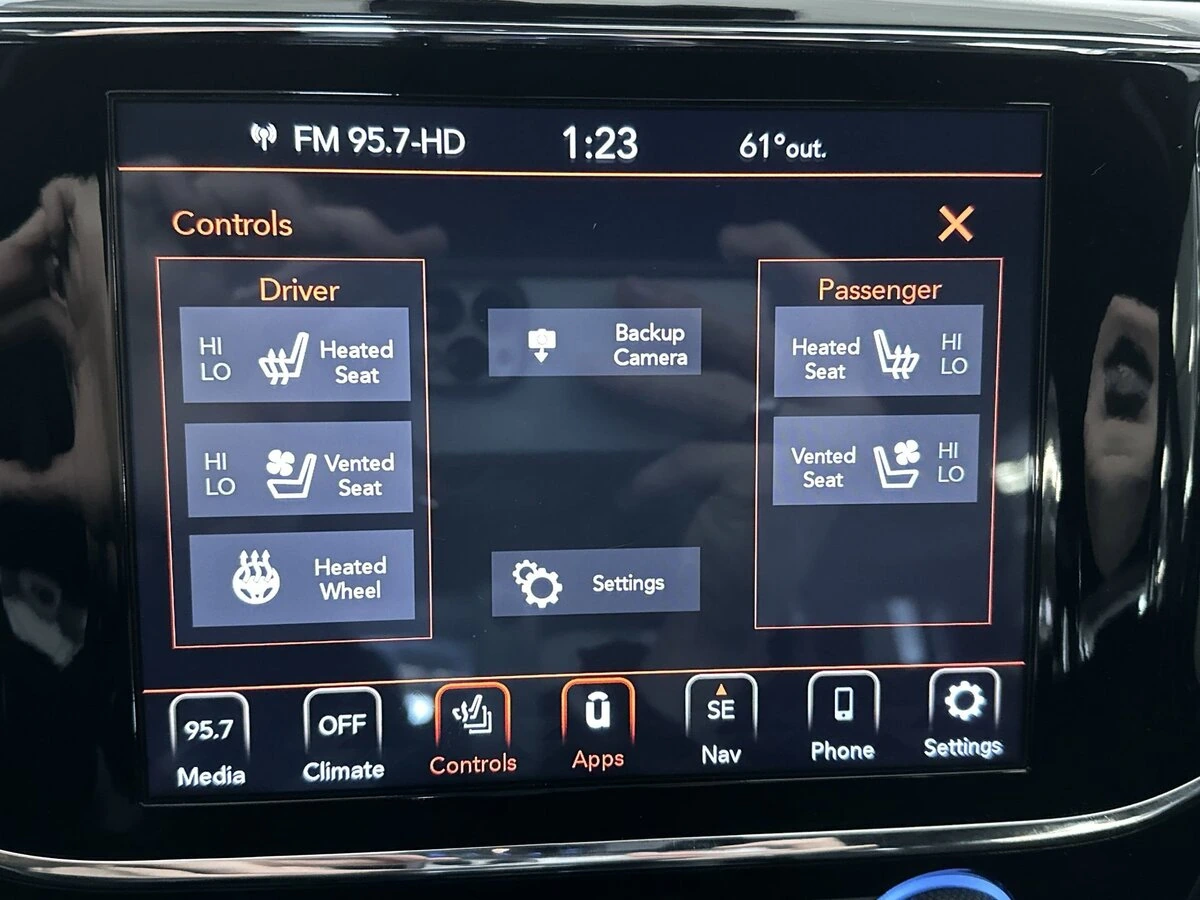 FM 95.7-HD
1:23
61°out.
Controls
Driver
HI
LO
Heated
Seat
HI
LO
Vented
Seat
Heated
Wheel
Backup
Camera
Settings
Passenger
Heated
Seat
HI
LO
Vented
Seat
HI
LO
95.7
Media
OFF
Climate
Controls
Apps
SE
Nav
Phone
Settings